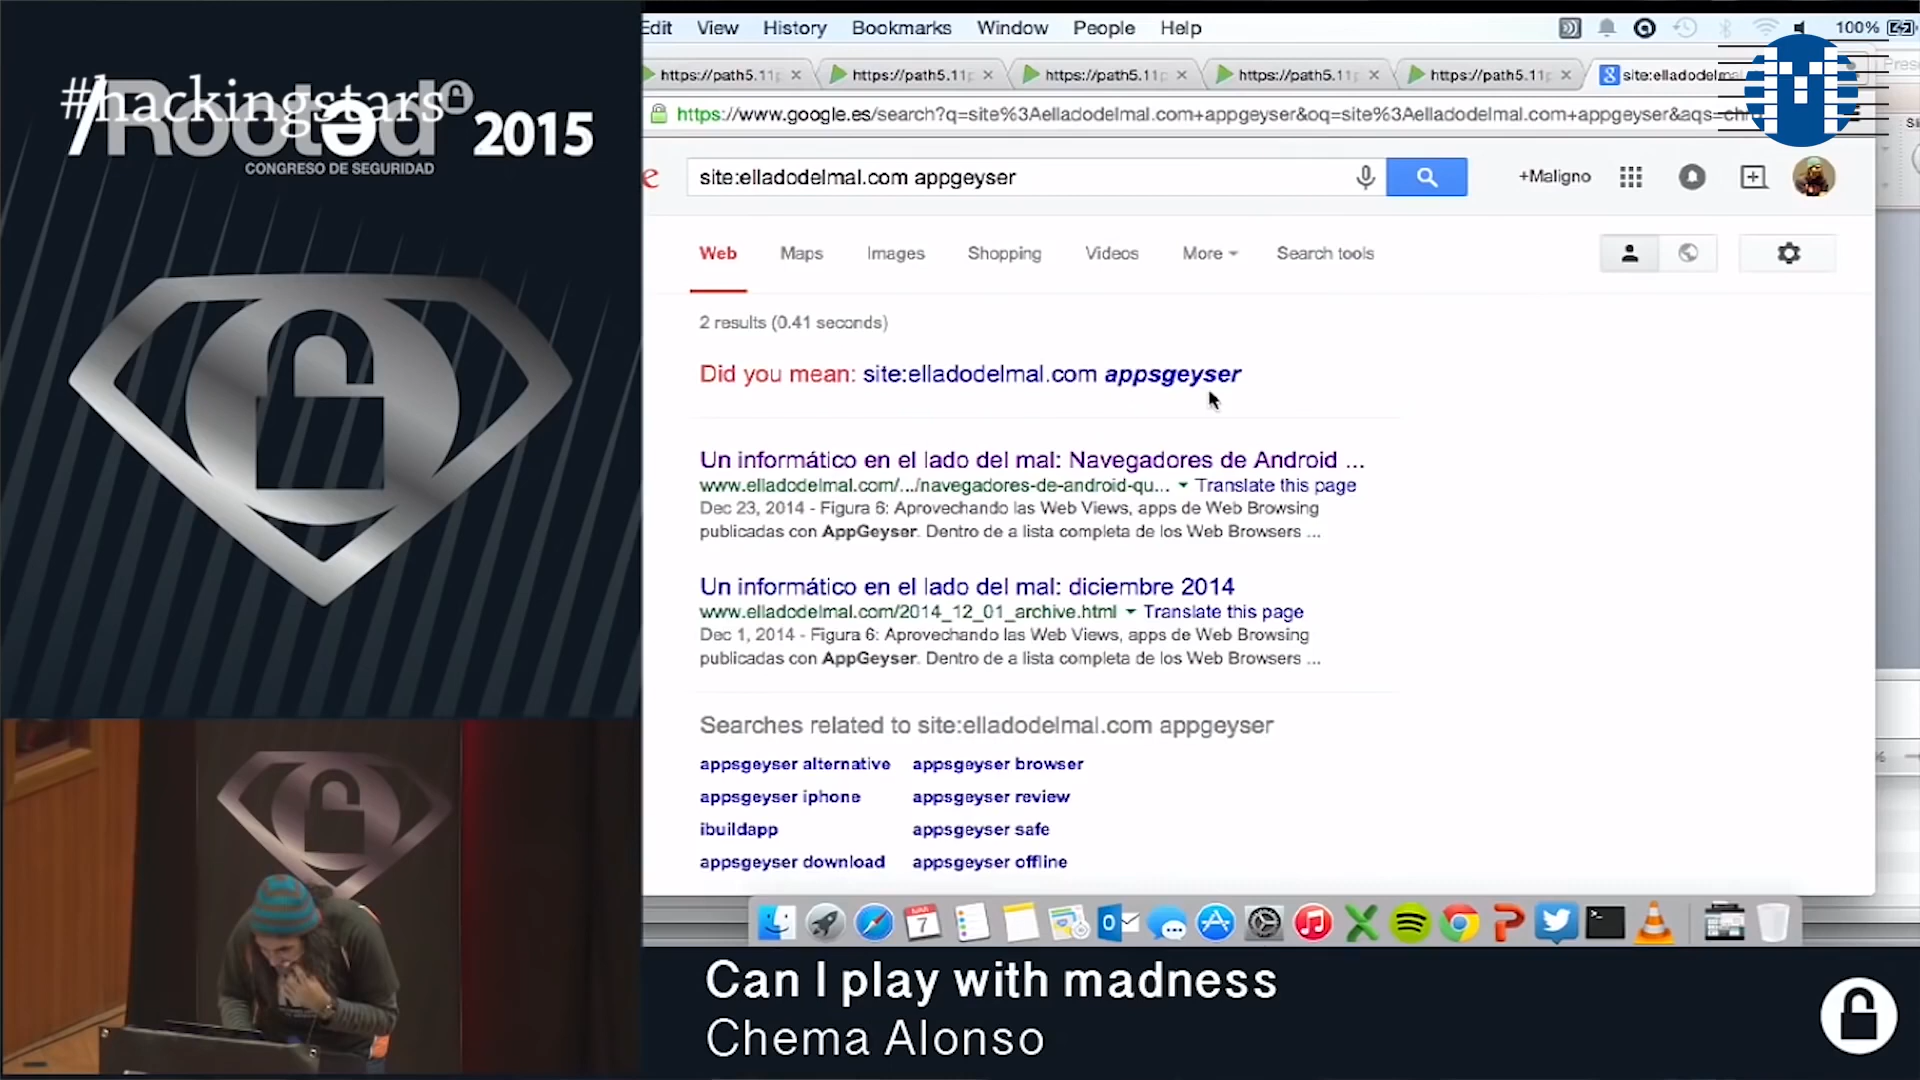 #hackingstars
/Rooted
2015
CONGRESO DE SEGURIDAD
Edit View History Bookmarks Window People Help
100%
https://path5.11p https://path5.11p https://path5.11p https://path5.11p https://path5.11p site:elladodelma
https://www.google.es/search?q=site%3Aelladodelmal.com+appgeyser&oq=site%3Aelladodelmal.com+appgeyser&aqs=chr
site:elladodelmal.com appgeyser
+Maligno
Web Maps Images Shopping Videos More Search tools
2 results (0.41 seconds)
Did you mean: site:elladodelmal.com appsgeyser
Un informático en el lado del mal: Navegadores de Android ...
www.elladodelmal.com/.../navegadores-de-android-qu... Translate this page
Dec 23, 2014 - Figura 6: Aprovechando las Web Views, apps de Web Browsing
publicadas con AppGeyser. Dentro de a lista completa de los Web Browsers ...
Un informático en el lado del mal: diciembre 2014
www.elladodelmal.com/2014_12_01_archive.html Translate this page
Dec 1, 2014 - Figura 6: Aprovechando las Web Views, apps de Web Browsing
publicadas con AppGeyser. Dentro de a lista completa de los Web Browsers ...
Searches related to site:elladodelmal.com appgeyser
appsgeyser alternative appsgeyser browser
appsgeyser iphone appsgeyser review
ibuildapp appsgeyser safe
appsgeyser download appsgeyser offline
7
Can I play with madness
Chema Alonso